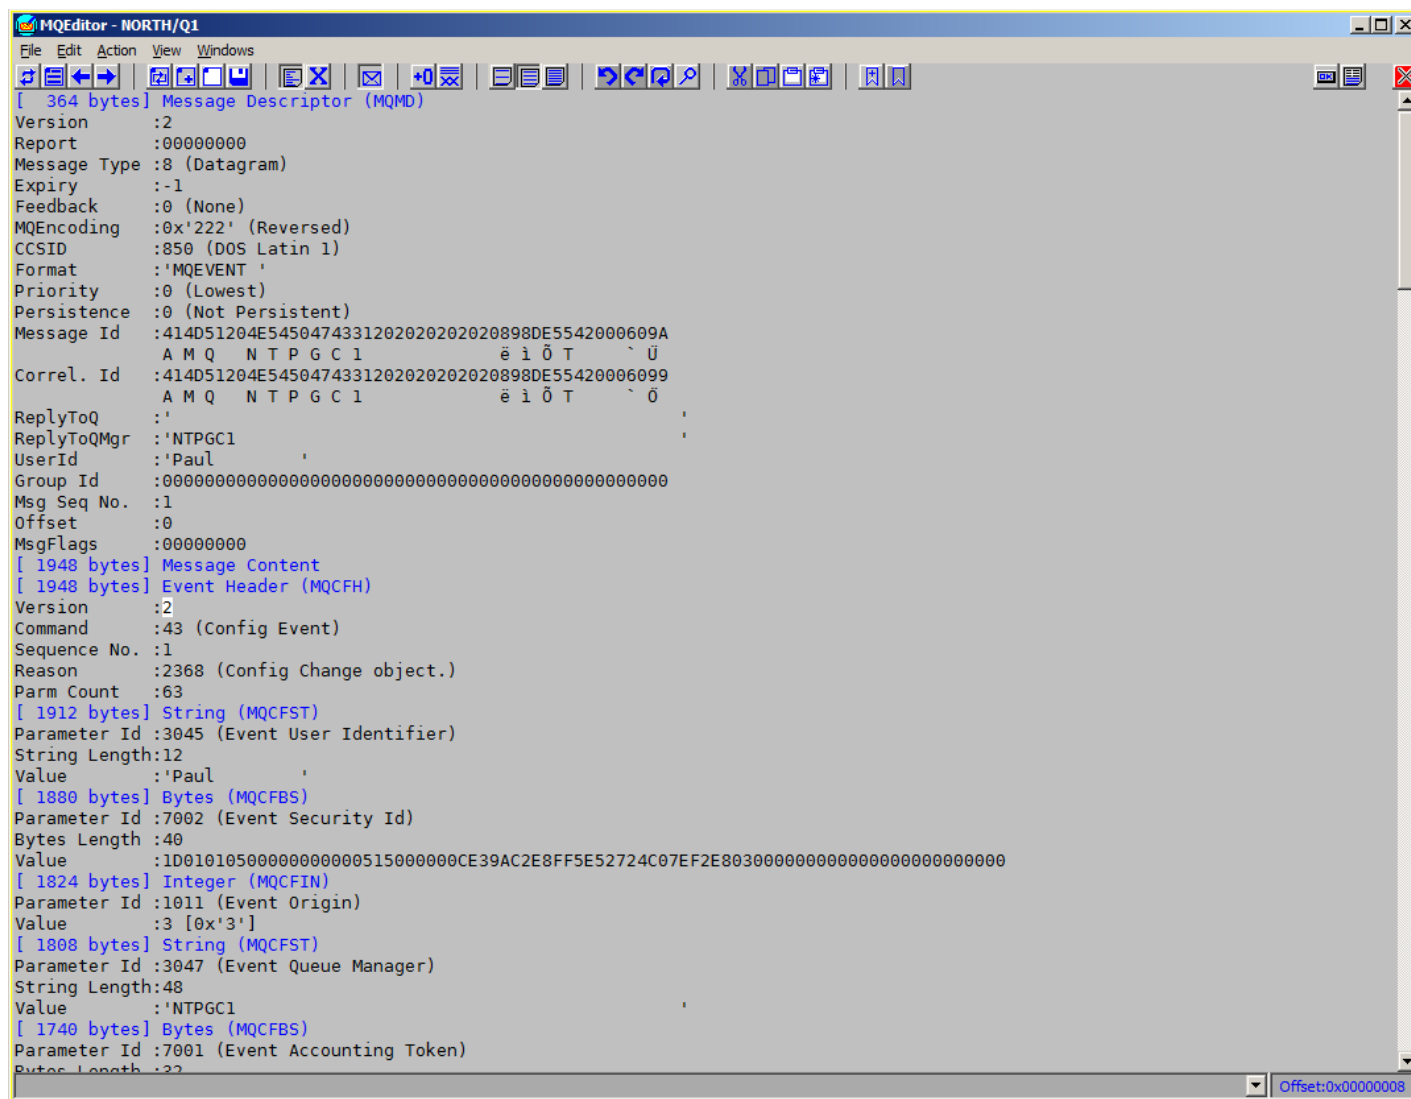 MQEditor - NORTH/Q1
File Edit Action View Windows
[  364 bytes] Message Descriptor (MQMD)
Version      :2
Report       :00000000
Message Type :8 (Datagram)
Expiry       :-1
Feedback     :0 (None)
MQEncoding   :0x'222' (Reversed)
CCSID        :850 (DOS Latin 1)
Format       :'MQEVENT '
Priority     :0 (Lowest)
Persistence  :0 (Not Persistent)
Message Id   :414D51204E5450474331202020202020898DE5542000609A
A M Q   N T P G C 1             ë ì Õ T     ` Ü
Correl. Id   :414D51204E5450474331202020202020898DE55420006099
A M Q   N T P G C 1             ë ì Õ T     ` Ö
ReplyToQ     :'                                                '
ReplyToQMgr  :'NTPGC1                                          '
UserId       :'Paul        '
Group Id     :000000000000000000000000000000000000000000000000
Msg Seq No.  :1
Offset       :0
MsgFlags     :00000000
[ 1948 bytes] Message Content
[ 1948 bytes] Event Header (MQCFH)
Version      :2
Command      :43 (Config Event)
Sequence No. :1
Reason       :2368 (Config Change object.)
Parm Count   :63
[ 1912 bytes] String (MQCFST)
Parameter Id :3045 (Event User Identifier)
String Length:12
Value        :'Paul        '
[ 1880 bytes] Bytes (MQCFBS)
Parameter Id :7002 (Event Security Id)
Bytes Length :40
Value        :1D010105000000000000515000000CE39AC2E8FF5E52724C07EF2E8030000000000000000000000
[ 1824 bytes] Integer (MQCFIN)
Parameter Id :1011 (Event Origin)
Value        :3 [0x'3']
[ 1808 bytes] String (MQCFST)
Parameter Id :3047 (Event Queue Manager)
String Length:48
Value        :'NTPGC1                                          '
[ 1740 bytes] Bytes (MQCFBS)
Parameter Id :7001 (Event Accounting Token)
Bytes Length :32
Offset:0x00000008